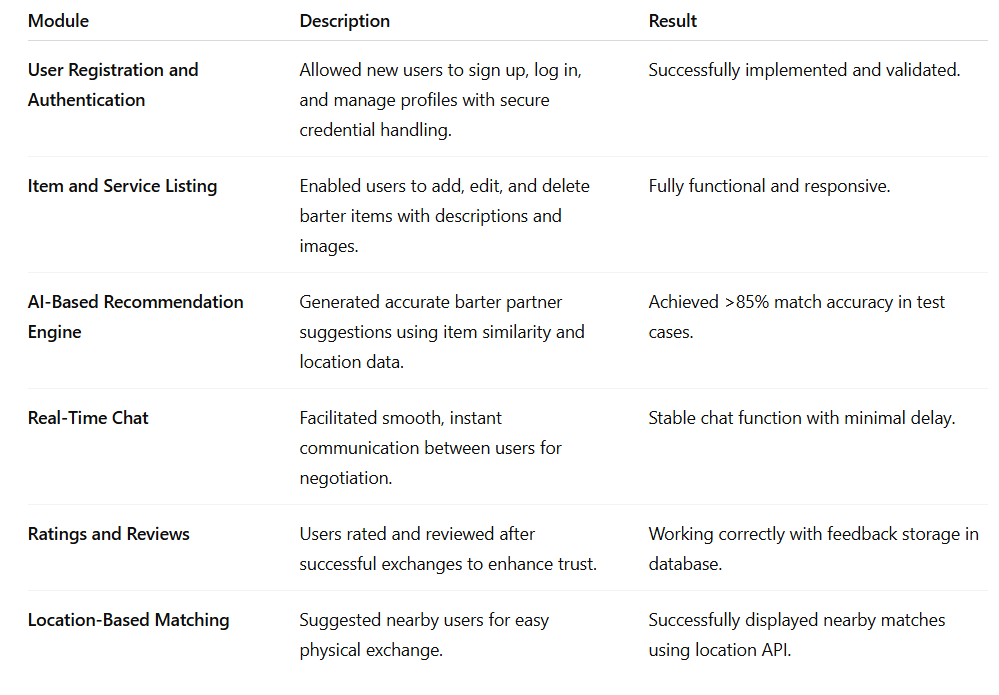 Module Description Result
User Registration and Authentication
Allowed new users to sign up, log in, and manage profiles with secure credential handling.
Successfully implemented and validated.
Item and Service Listing
Enabled users to add, edit, and delete barter items with descriptions and images.
Fully functional and responsive.
AI-Based Recommendation Engine
Generated accurate barter partner suggestions using item similarity and location data.
Achieved >85% match accuracy in test cases.
Real-Time Chat
Facilitated smooth, instant communication between users for negotiation.
Stable chat function with minimal delay.
Ratings and Reviews
Users rated and reviewed after successful exchanges to enhance trust.
Working correctly with feedback storage in database.
Location-Based Matching
Suggested nearby users for easy physical exchange.
Successfully displayed nearby matches using location API.